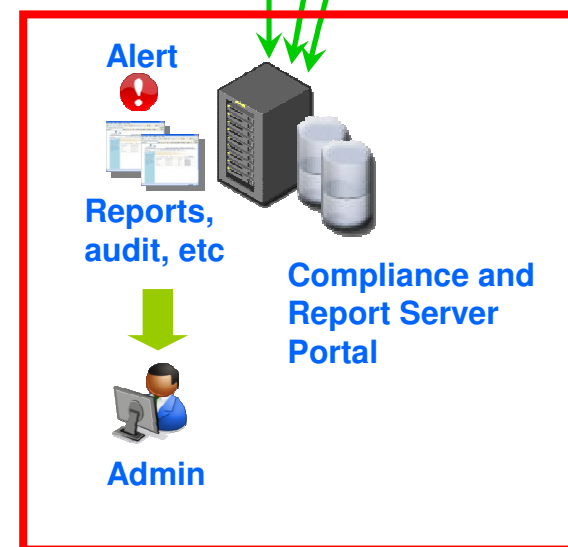 Alert
Reports,
audit, etc
Compliance and
Report Server
Portal
Admin